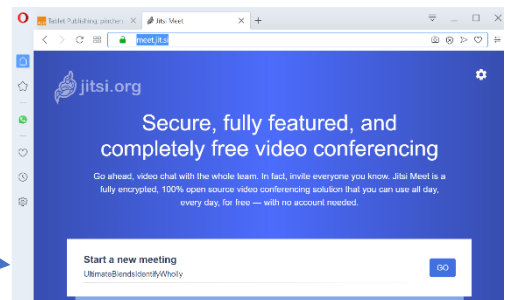 Tablet Publishing: pinchen
Jitsi Meet
meet.jit.si
jitsi.org
Secure, fully featured, and
completely free video conferencing
Go ahead, video chat with the whole team. In fact, invite everyone you know. Jitsi Meet is a
fully encrypted, 100% open source video conferencing solution that you can use all day,
every day, for free — with no account needed.
Start a new meeting
UltimateBlendsIdentifyWholly
GO